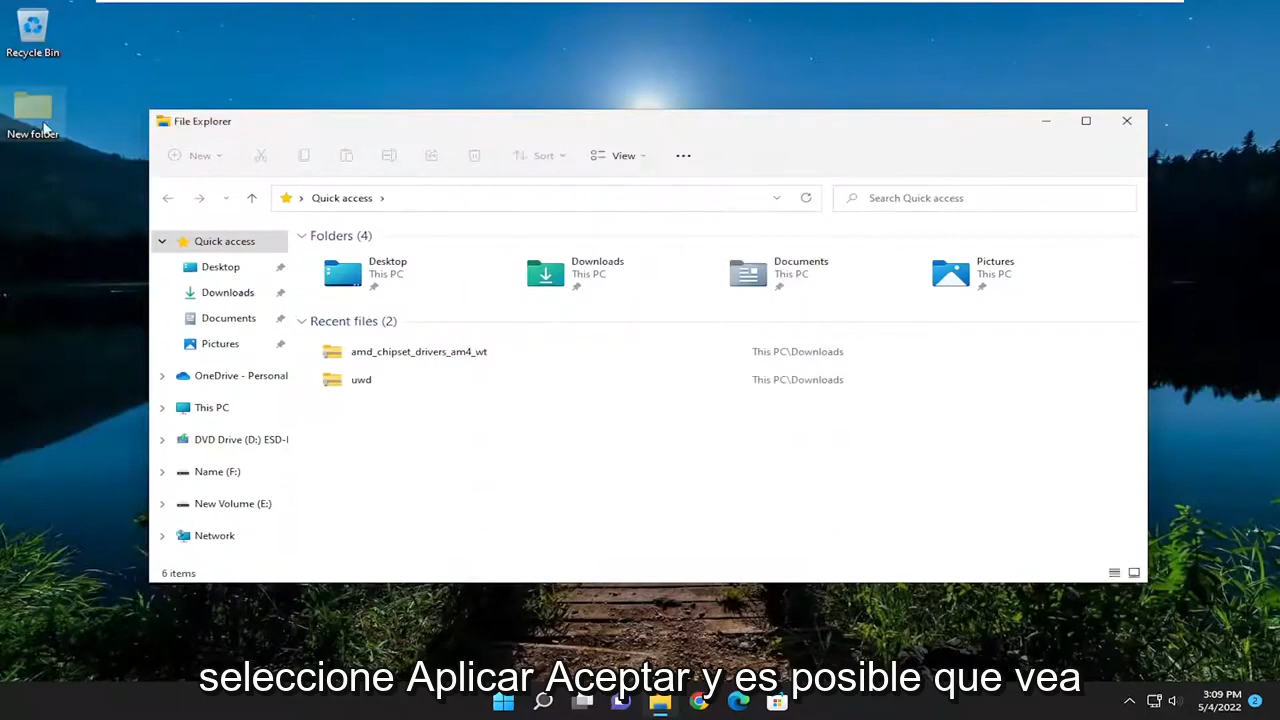 Recycle Bin
New folder
File Explorer
New
Sort
View
Quick access
Search Quick access
Quick access
Desktop
Downloads
Documents
Pictures
OneDrive - Personal
This PC
DVD Drive (D:) ESD-I
Name (F:)
New Volume (E:)
Network
Folders (4)
Desktop
This PC
Downloads
This PC
Documents
This PC
Pictures
This PC
Recent files (2)
amd_chipset_drivers_am4_wt
This PC\Downloads
uwd
This PC\Downloads
6 items
seleccione Aplicar Aceptar y es posible que vea
3:09 PM
5/4/2022
2